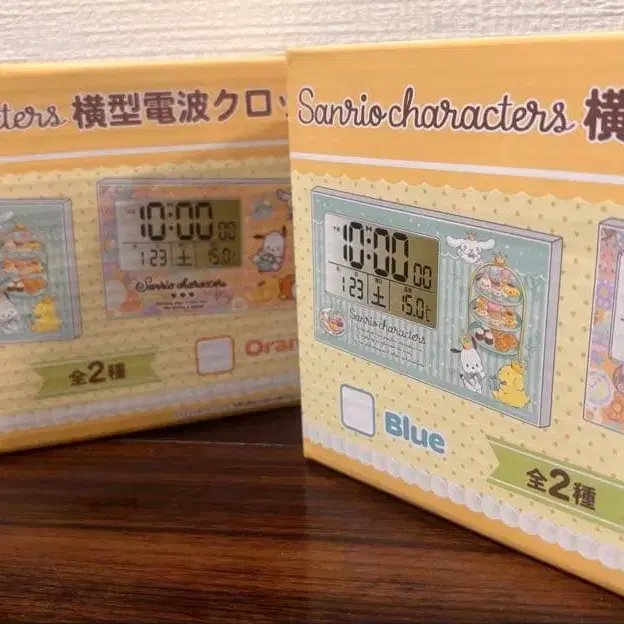 ters 横型電波クロッ
10:00 00
1 23 土 15.0℃
Sanrio characters
全2種
Oran
Sanrio characters 横
10:00 00
1 23 土 15.0℃
Sanrio characters
Blue
全2種